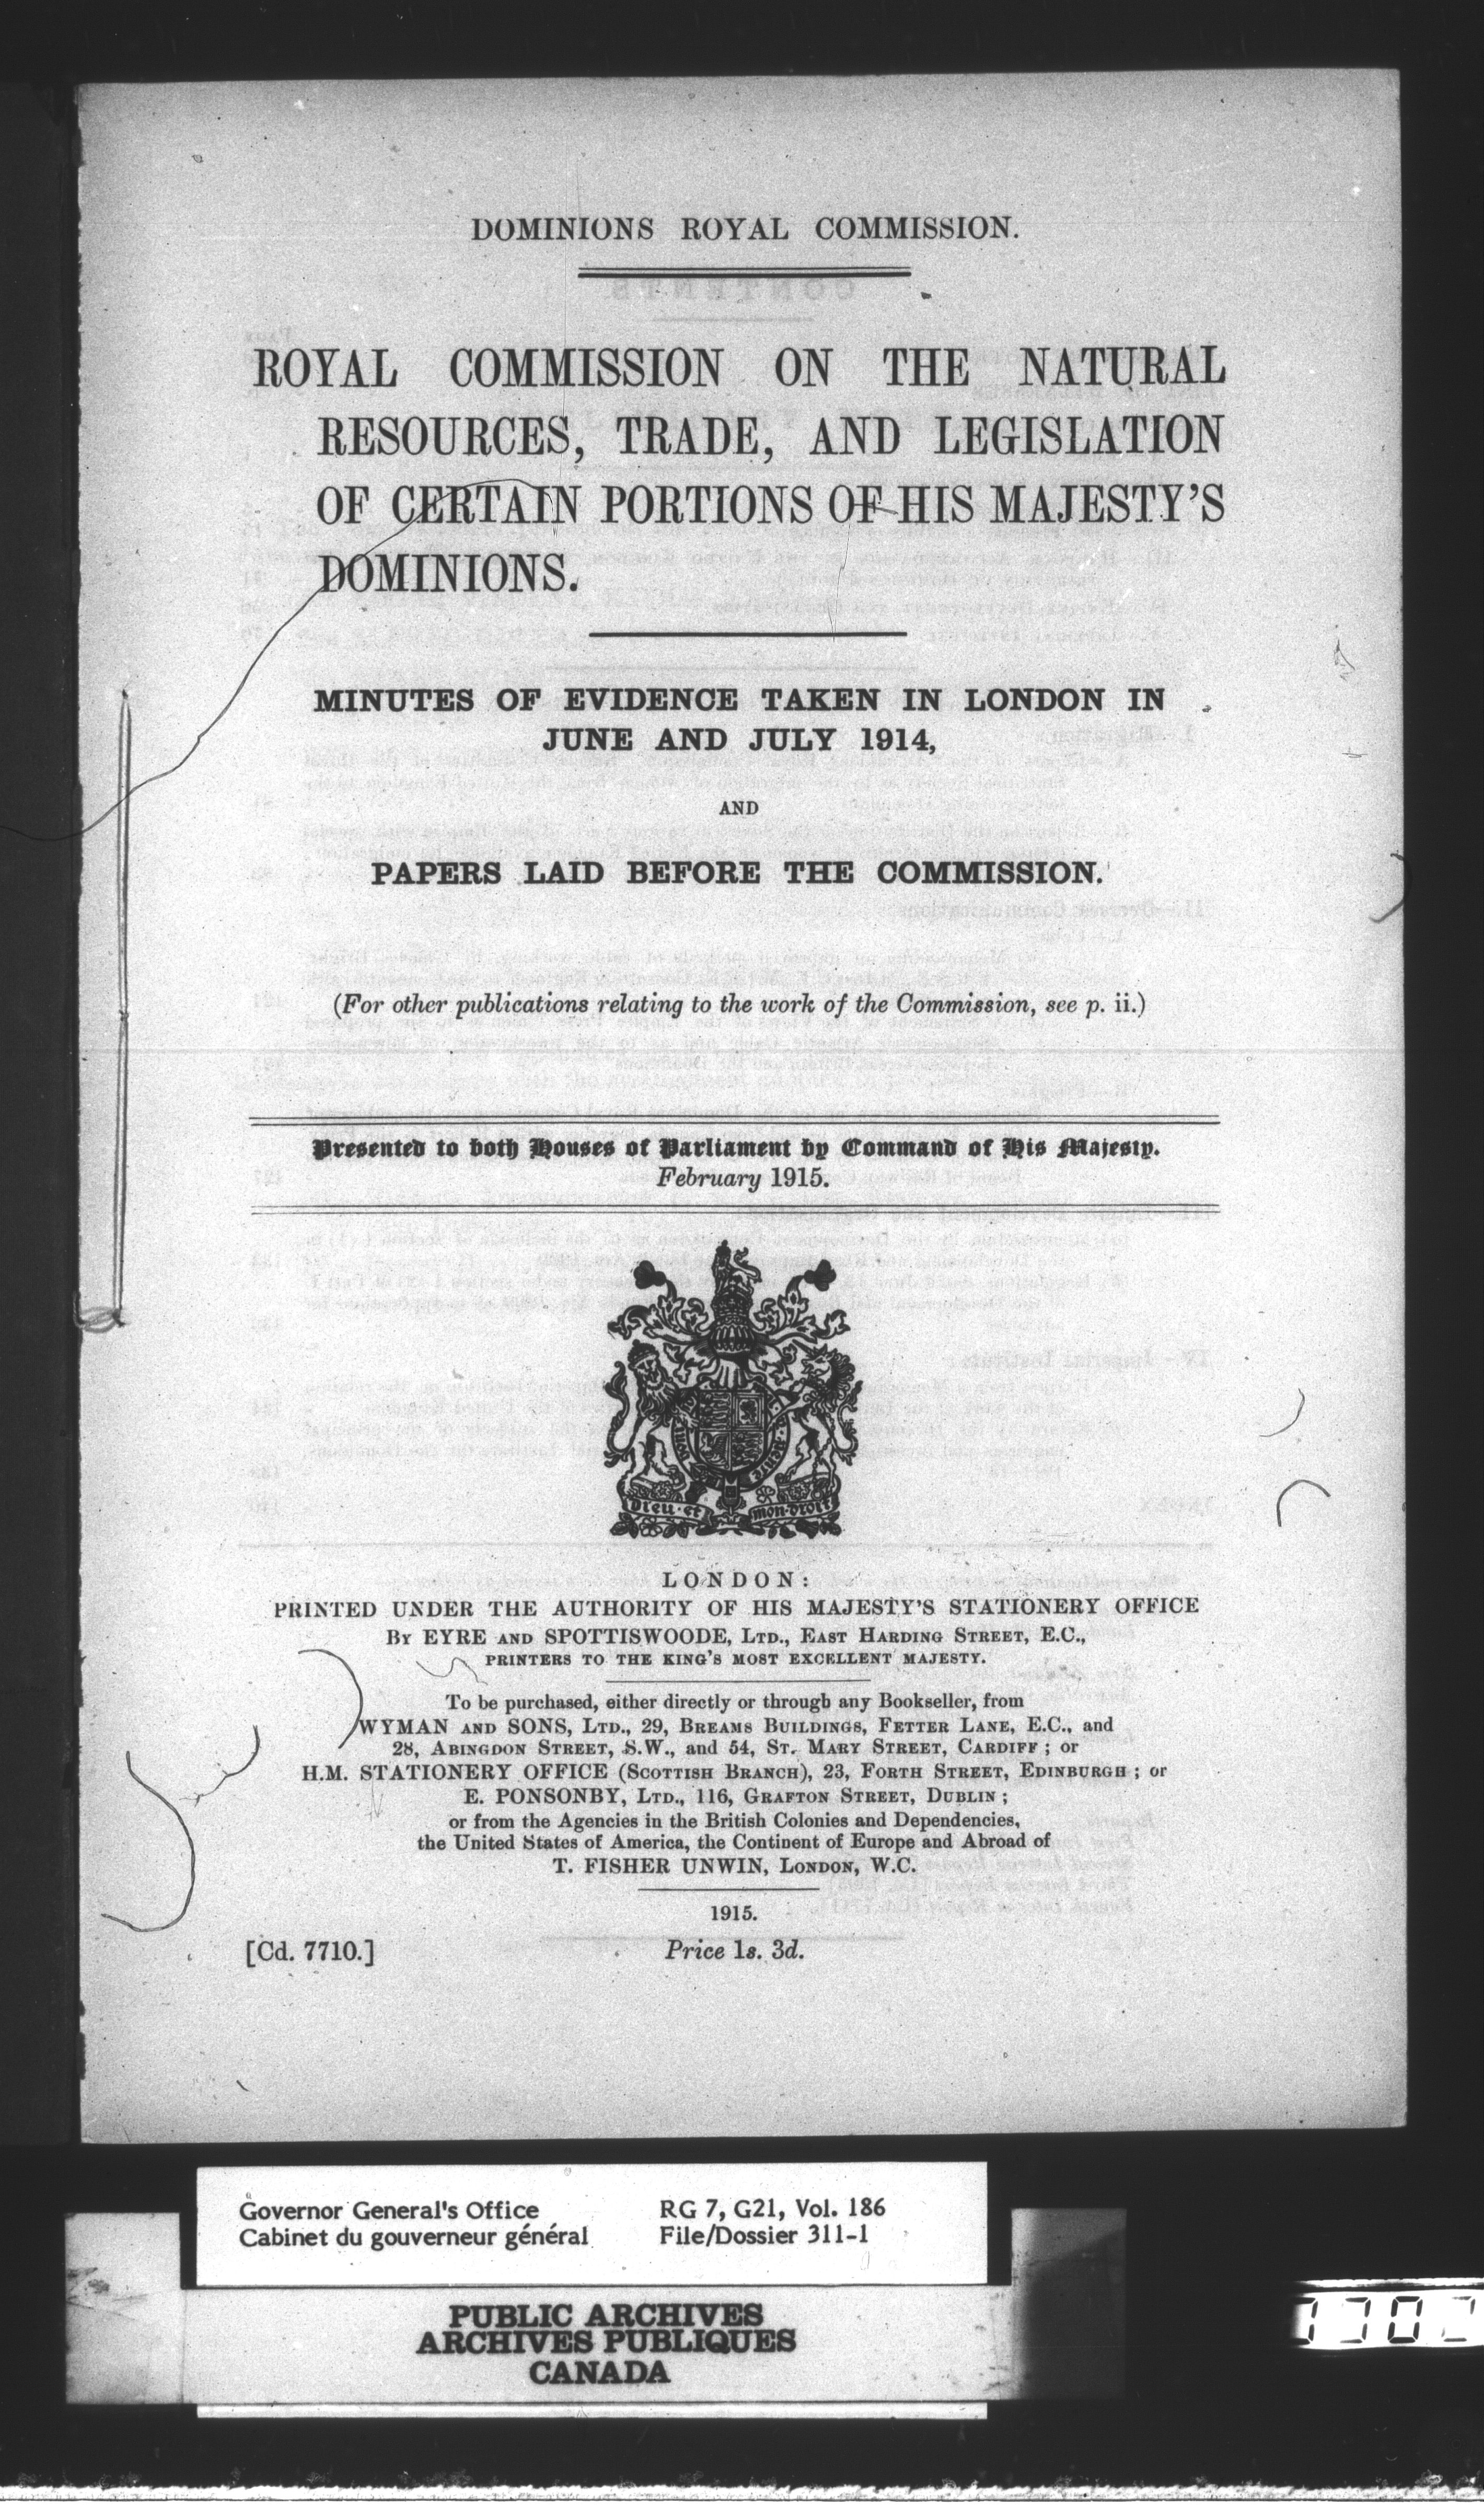 DOMINIONS ROYAL COMMISSION.
ROYAL COMMISSION ON THE NATURAL
RESOURCES, TRADE, AND LEGISLATION
OF CERTAIN PORTIONS OF HIS MAJESTY'S
DOMINIONS.
MINUTES OF EVIDENCE TAKEN IN LONDON IN
JUNE AND JULY 1914,
AND
PAPERS LAID BEFORE THE COMMISSION.
(For other publications relating to the work of the Commission, see p. ii.)
Presented to both Houses of Parliament by Command of His Majesty.
February 1915.
Dieu et mon droit
LONDON:
PRINTED UNDER THE AUTHORITY OF HIS MAJESTY'S STATIONERY OFFICE
BY EYRE AND SPOTTISWOODE, LTD., EAST HARDING STREET, E.C.,
PRINTERS TO THE KING'S MOST EXCELLENT MAJESTY.
To be purchased, either directly or through any Bookseller, from
WYMAN AND SONS, LTD., 29, BREAMS BUILDINGS, FETTER LANE, E.C., and
28, ABINGDON STREET, S.W., and 54, ST. MARY STREET, CARDIFF; or
H.M. STATIONERY OFFICE (SCOTTISH BRANCH), 23, FORTH STREET, EDINBURGH; or
E. PONSONBY, LTD., 116, GRAFTON STREET, DUBLIN;
or from the Agencies in the British Colonies and Dependencies,
the United States of America, the Continent of Europe and Abroad of
T. FISHER UNWIN, LONDON, W.C.
1915.
[Cd. 7710.] Price 1s. 3d.
Governor General's Office RG 7, G21, Vol. 186
Cabinet du gouverneur général File/Dossier 311-1
PUBLIC ARCHIVES
ARCHIVES PUBLIQUES
CANADA